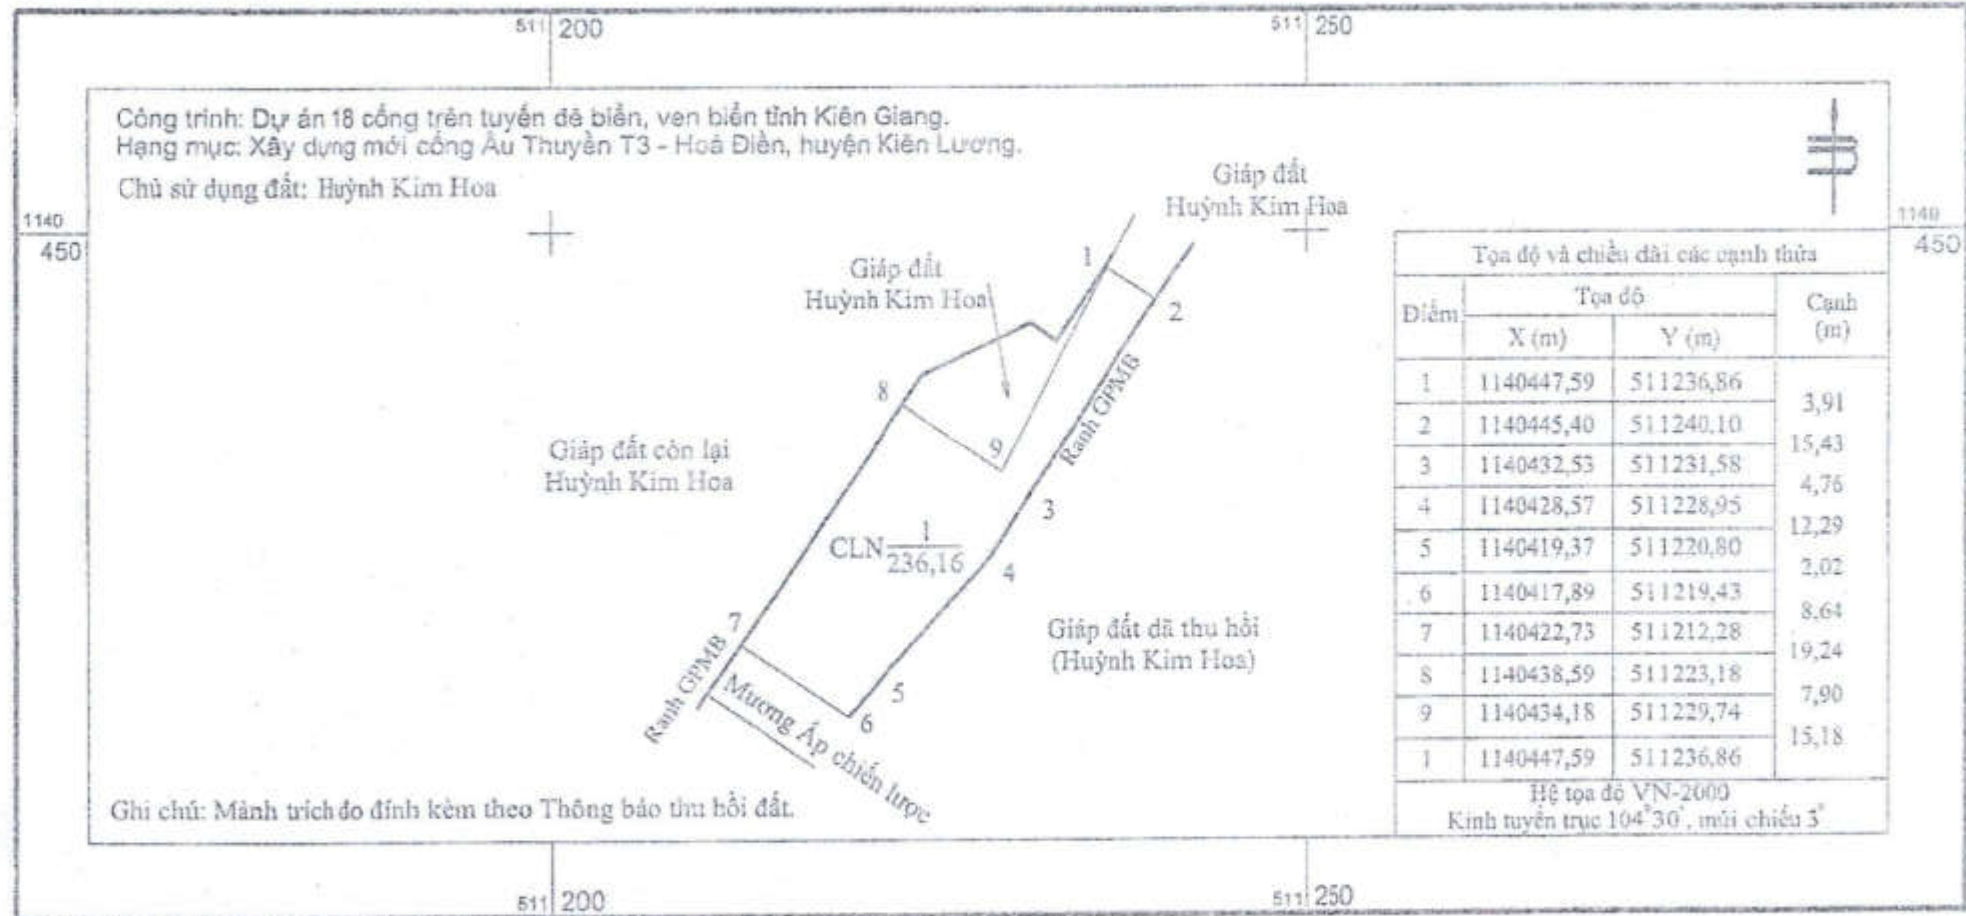 511 200
511 250
Công trình: Dự án 18 cống trên tuyến đê biển, ven biển tỉnh Kiên Giang.
Hạng mục: Xây dựng mới cống Âu Thuyền T3 - Hoà Điền, huyện Kiên Lương.
Chủ sử dụng đất: Huỳnh Kim Hoa
B
1140
450
1140
450
Giáp đất
Huỳnh Kim Hoa
Giáp đất
Huỳnh Kim Hoa
1
2
8
9
Ranh GPMB
3
Giáp đất còn lại
Huỳnh Kim Hoa
CLN 1
236,16
4
7
Giáp đất đã thu hồi
(Huỳnh Kim Hoa)
Ranh GPMB
5
6
Mương Ấp chiến lược
Tọa độ và chiều dài các cạnh thửa
Điểm Tọa độ Cạnh
X (m) Y (m) (m)
1 1140447,59 511236,86
3,91
2 1140445,40 511240,10
15,43
3 1140432,53 511231,58
4,76
4 1140428,57 511228,95
12,29
5 1140419,37 511220,80
2,02
6 1140417,89 511219,43
8,64
7 1140422,73 511212,28
19,24
8 1140438,59 511223,18
7,90
9 1140434,18 511229,74
15,18
1 1140447,59 511236,86
Hệ tọa độ VN-2000
Kinh tuyến trục 104°30', múi chiếu 3°
Ghi chú: Mảnh trích đo đính kèm theo Thông báo thu hồi đất.
511 200
511 250